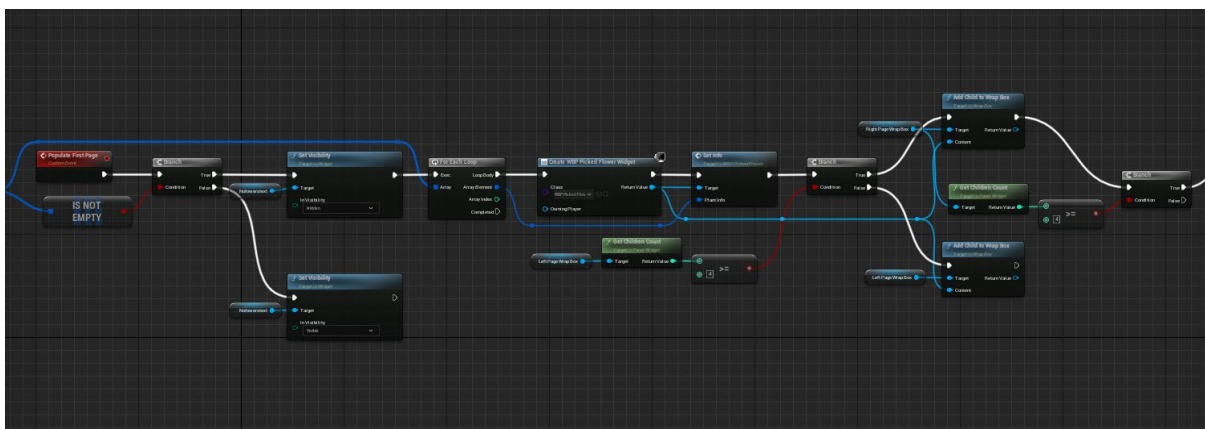 Populate First Page
Custom Event
IS NOT
EMPTY
Branch
True
Condition
False
Set Visibility
Target is Widget
Target
In Visibility
Hidden
Set Visibility
Target is Widget
Target
In Visibility
Visible
For Each Loop
Exec
Loop Body
Array
Array Element
Array Index
Completed
Create WBP Picked Flower Widget
Class
Return Value
WBP Picked Flow
Owning Player
Get Info
Target
Plant Info
Left Page Wrap Box
Get Children Count
Target is Panel Widget
Target
Return Value
4
>=
Branch
True
Condition
False
Right Page Wrap Box
Add Child to Wrap Box
Target is Wrap Box
Target
Return Value
Content
Get Children Count
Target is Panel Widget
Target
Return Value
4
>=
Left Page Wrap Box
Add Child to Wrap Box
Target is Wrap Box
Target
Return Value
Content
Branch
True
Condition
False